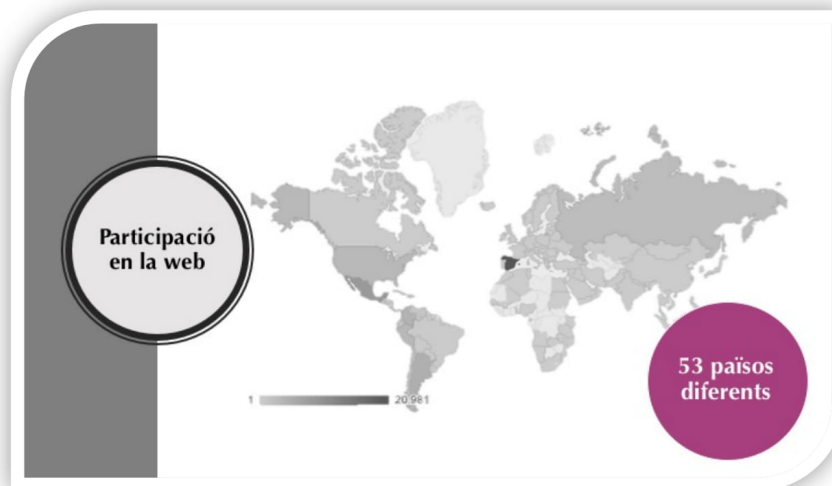 Participació
en la web
1 20.981
53 països
diferents